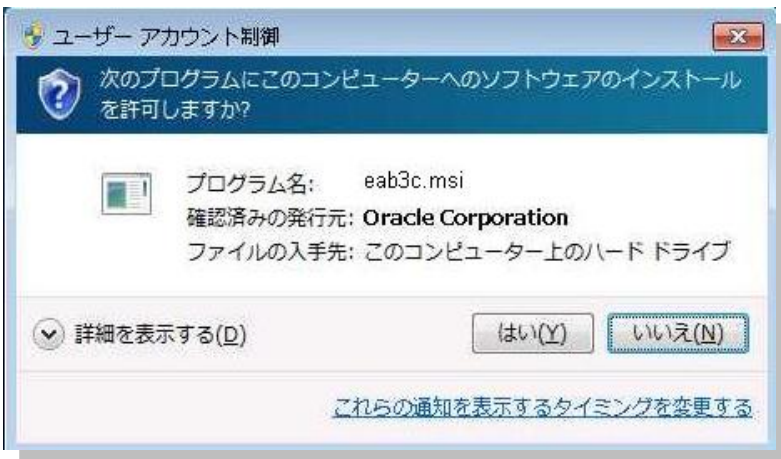 ユーザー アカウント制御
次のプログラムにこのコンピューターへのソフトウェアのインストール
を許可しますか?
プログラム名: eab3c.msi
確認済みの発行元: Oracle Corporation
ファイルの入手先: このコンピューター上のハード ドライブ
詳細を表示する(D)
はい(Y)
いいえ(N)
これらの通知を表示するタイミングを変更する